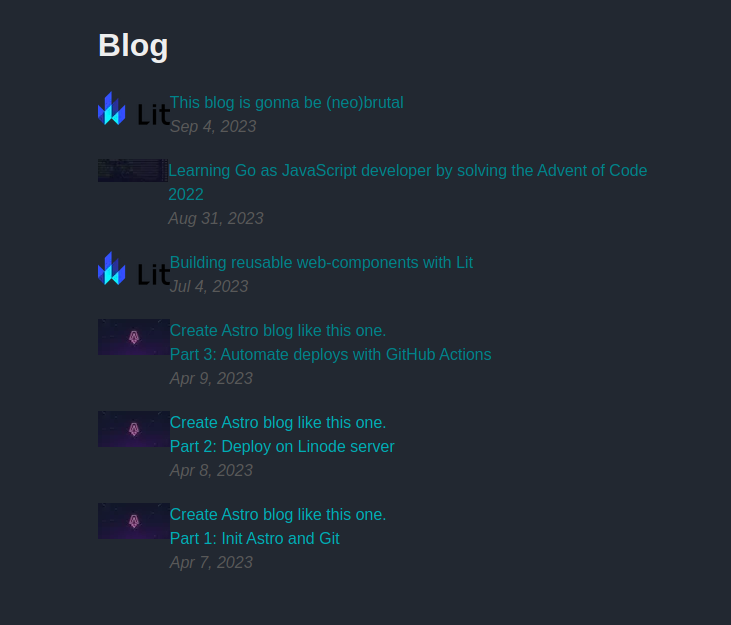 Blog
Lit
This blog is gonna be (neo)brutal
Sep 4, 2023
Learning Go as JavaScript developer by solving the Advent of Code
2022
Aug 31, 2023
Lit
Building reusable web-components with Lit
Jul 4, 2023
Create Astro blog like this one.
Part 3: Automate deploys with GitHub Actions
Apr 9, 2023
Create Astro blog like this one.
Part 2: Deploy on Linode server
Apr 8, 2023
Create Astro blog like this one.
Part 1: Init Astro and Git
Apr 7, 2023